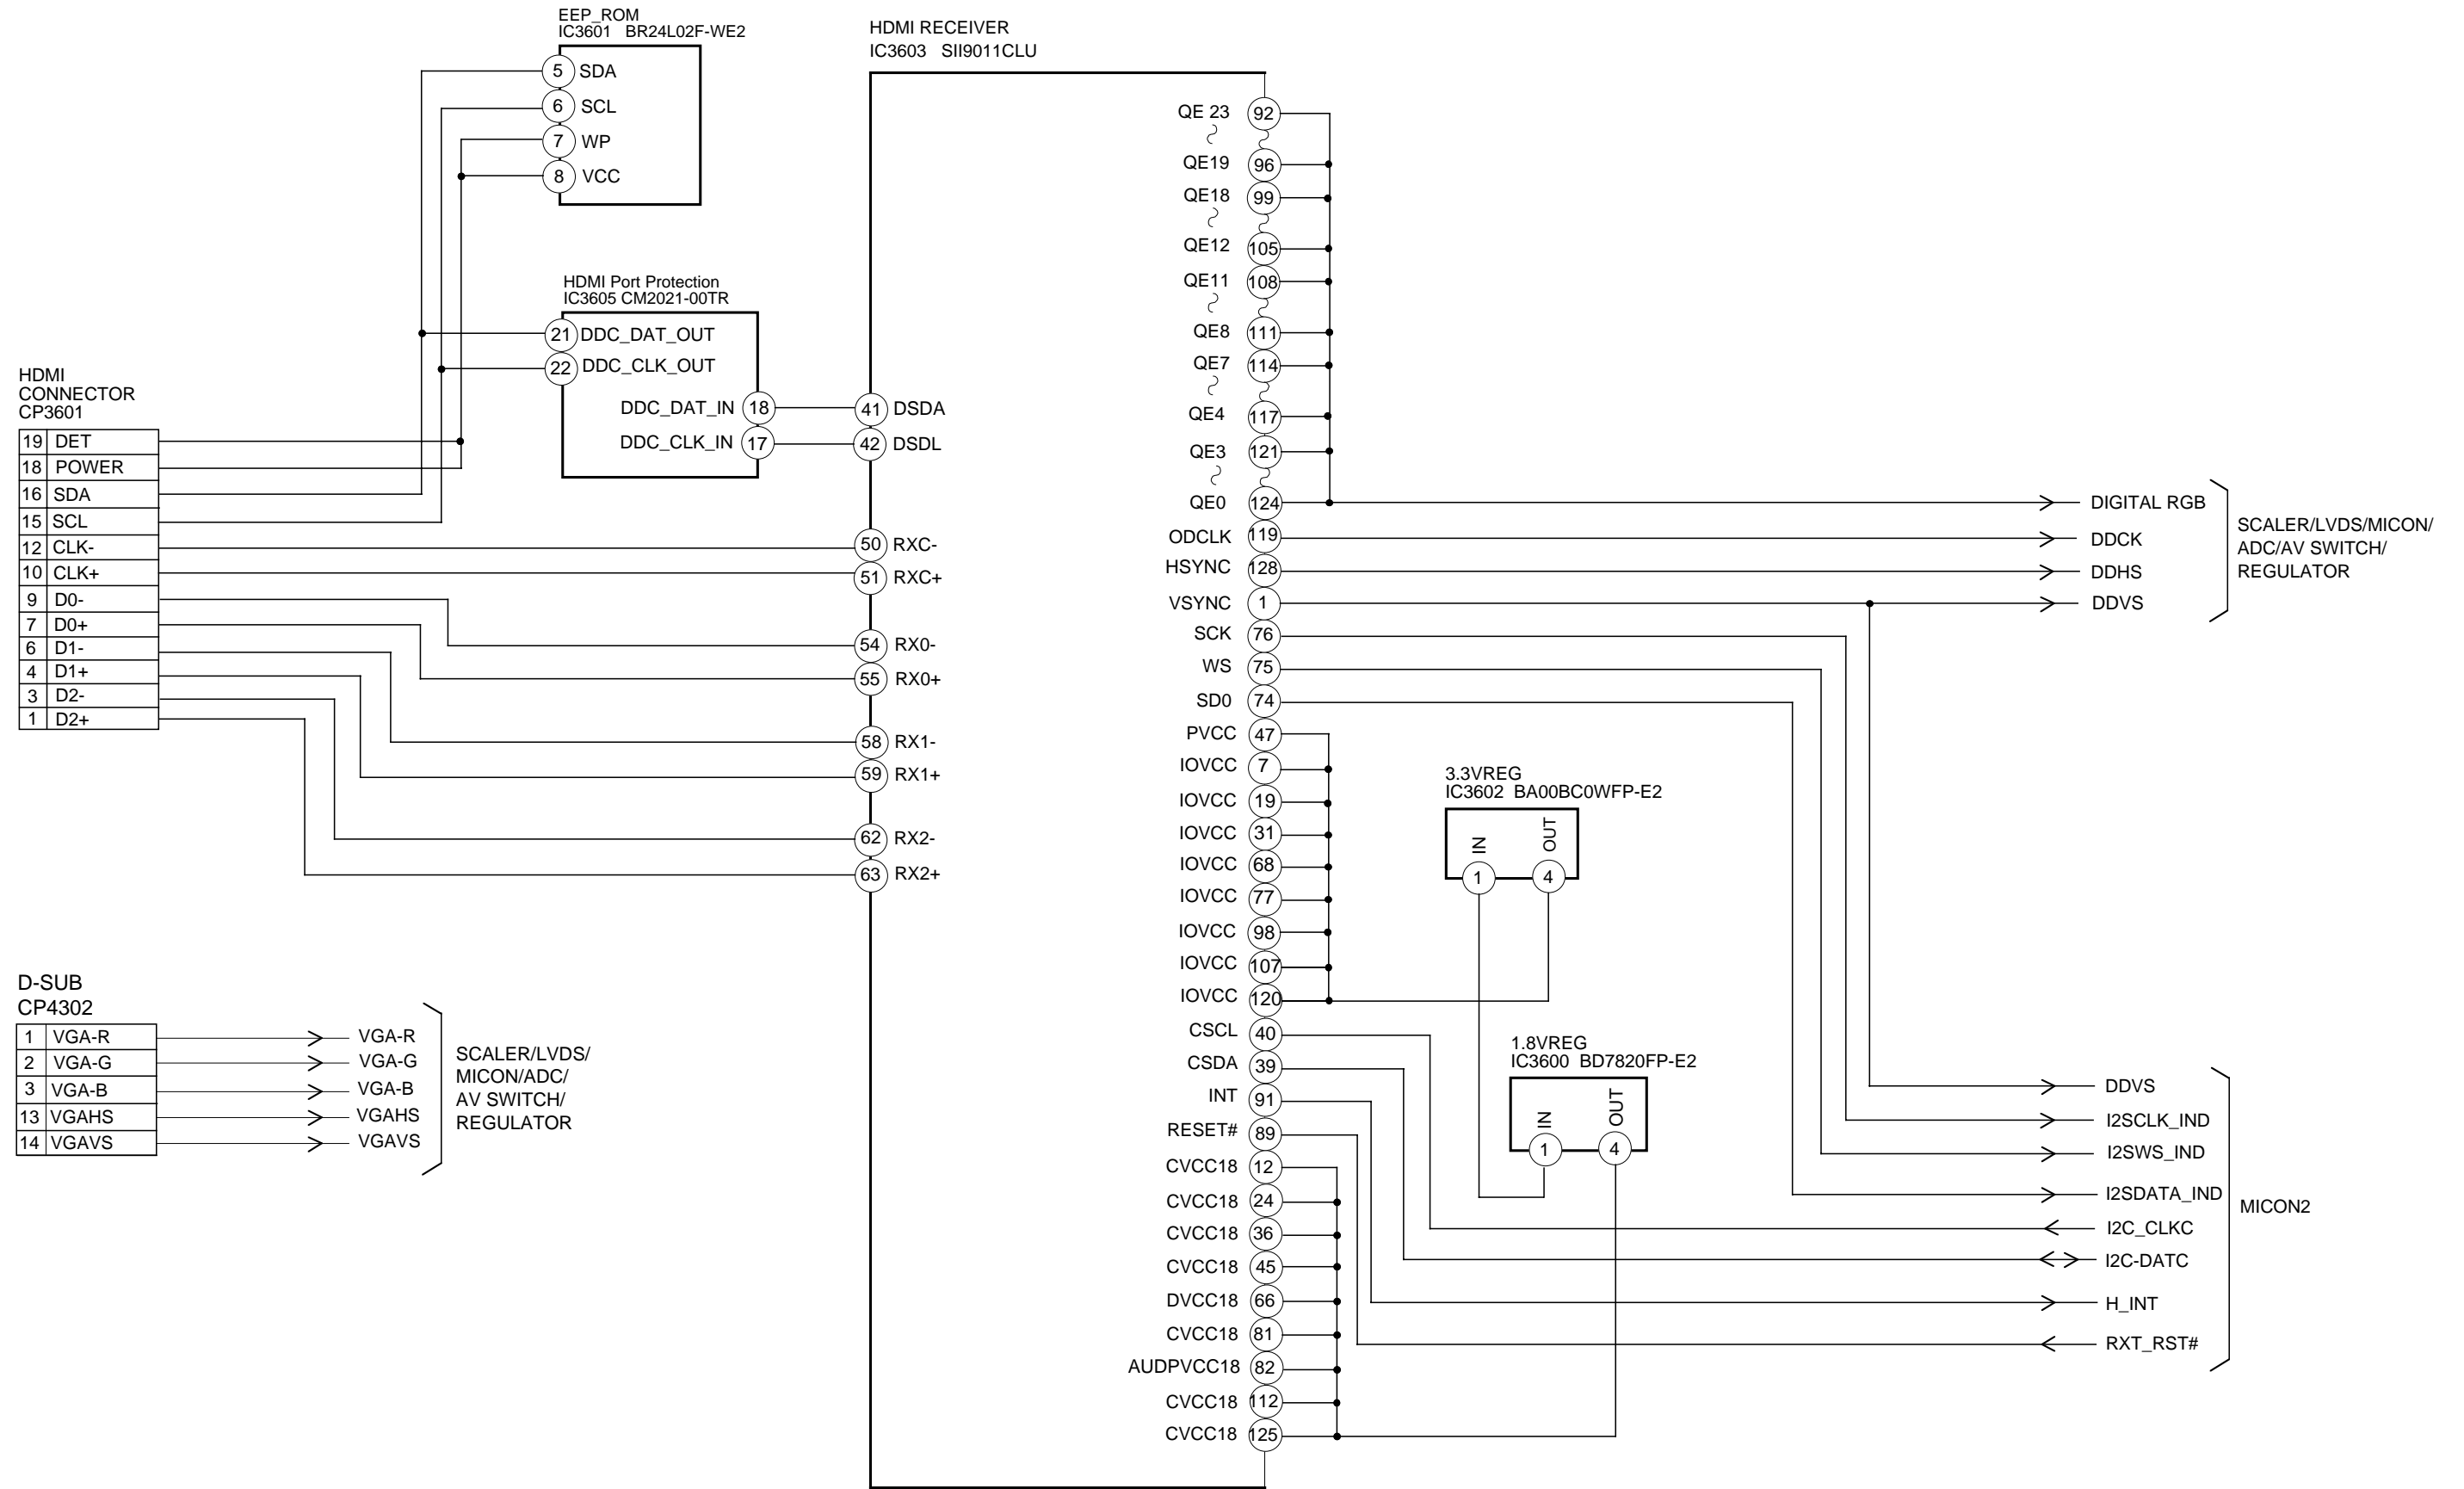 EEP_ROM
IC3601 BR24L02F-WE2
5 SDA
6 SCL
7 WP
8 VCC
HDMI Port Protection
IC3605 CM2021-00TR
21 DDC_DAT_OUT
22 DDC_CLK_OUT
DDC_DAT_IN 18
DDC_CLK_IN 17
HDMI
CONNECTOR
CP3601
19 DET
18 POWER
16 SDA
15 SCL
12 CLK-
10 CLK+
9 D0-
7 D0+
6 D1-
4 D1+
3 D2-
1 D2+
D-SUB
CP4302
1 VGA-R
2 VGA-G
3 VGA-B
13 VGAHS
14 VGAVS
VGA-R
VGA-G
VGA-B
VGAHS
VGAVS
SCALER/LVDS/
MICON/ADC/
AV SWITCH/
REGULATOR
HDMI RECEIVER
IC3603 SII9011CLU
41 DSDA
42 DSDL
50 RXC-
51 RXC+
54 RX0-
55 RX0+
58 RX1-
59 RX1+
62 RX2-
63 RX2+
QE 23 92
QE19 96
QE18 99
QE12 105
QE11 108
QE8 111
QE7 114
QE4 117
QE3 121
QE0 124
ODCLK 119
HSYNC 128
VSYNC 1
SCK 76
WS 75
SD0 74
PVCC 47
IOVCC 7
IOVCC 19
IOVCC 31
IOVCC 68
IOVCC 77
IOVCC 98
IOVCC 107
IOVCC 120
CSCL 40
CSDA 39
INT 91
RESET# 89
CVCC18 12
CVCC18 24
CVCC18 36
CVCC18 45
DVCC18 66
CVCC18 81
AUDPVCC18 82
CVCC18 112
CVCC18 125
3.3VREG
IC3602 BA00BC0WFP-E2
IN OUT
1 4
1.8VREG
IC3600 BD7820FP-E2
IN OUT
1 4
DIGITAL RGB
DDCK
DDHS
DDVS
SCALER/LVDS/MICON/
ADC/AV SWITCH/
REGULATOR
DDVS
I2SCLK_IND
I2SWS_IND
I2SDATA_IND
I2C_CLKC
I2C-DATC
H_INT
RXT_RST#
MICON2